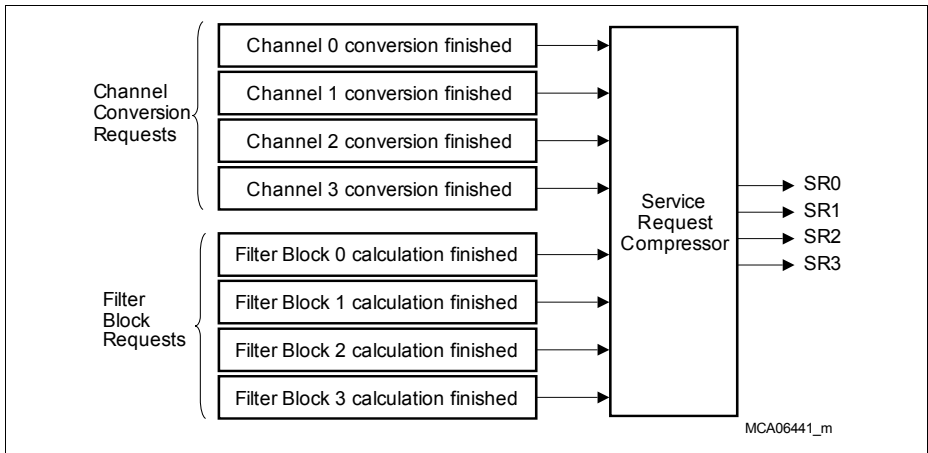 Channel
Conversion
Requests
Channel 0 conversion finished
Channel 1 conversion finished
Channel 2 conversion finished
Channel 3 conversion finished
Filter
Block
Requests
Filter Block 0 calculation finished
Filter Block 1 calculation finished
Filter Block 2 calculation finished
Filter Block 3 calculation finished
Service
Request
Compressor
SR0
SR1
SR2
SR3
MCA06441_m